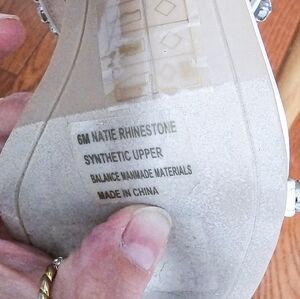 6M NATIE RHINESTONE
SYNTHETIC UPPER
BALANCE MANMADE MATERIALS
MADE IN CHINA